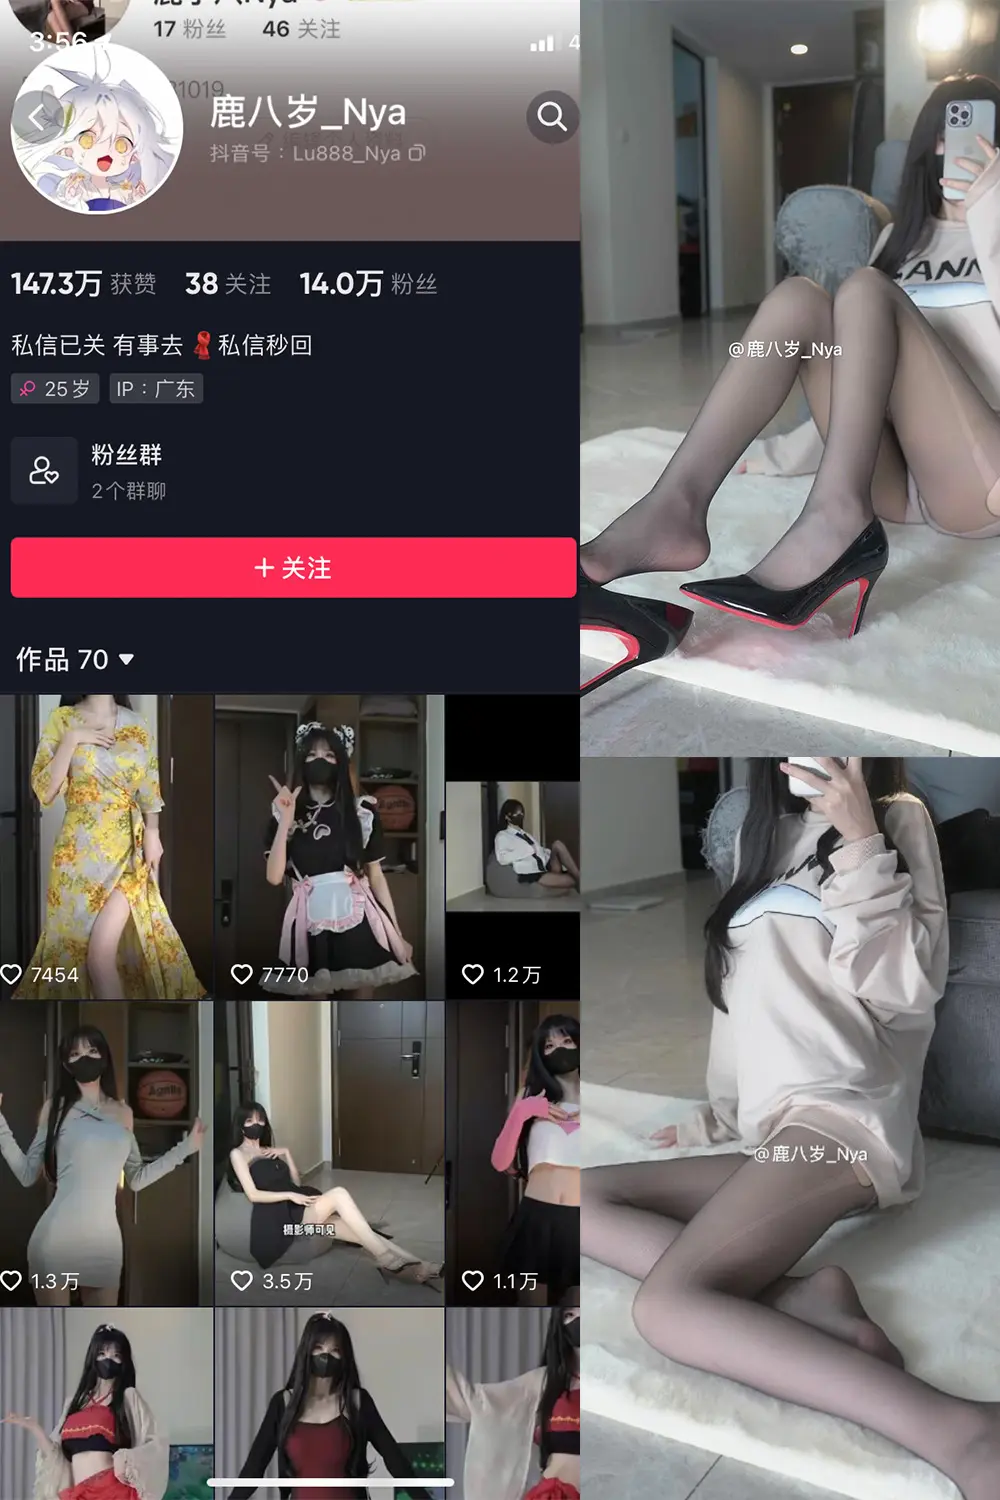 17 粉丝 46 关注
3:56
鹿八岁_Nya
抖音号：Lu888_Nya
147.3万 获赞 38 关注 14.0万 粉丝
私信已关 有事去 私信秒回
25岁 IP：广东
粉丝群
2个群聊
+ 关注
作品 70
7454 7770 1.2万
摄影师可见
1.3万 3.5万 1.1万
@鹿八岁_Nya
@鹿八岁_Nya